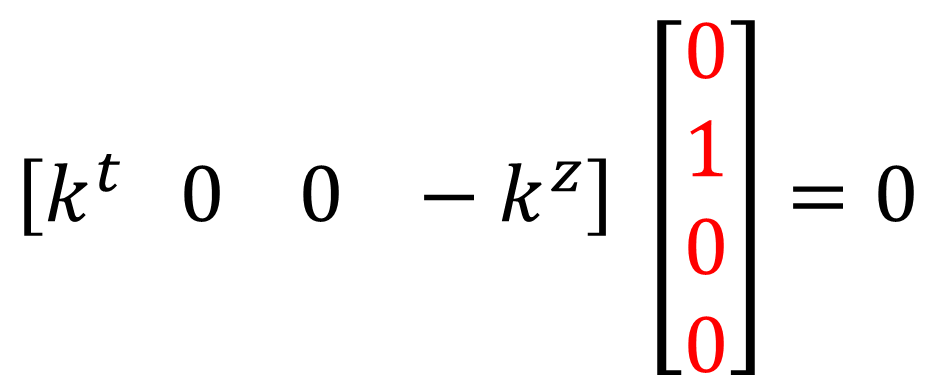 [k^t 0 0 − k^z] [0 1 0 0] = 0